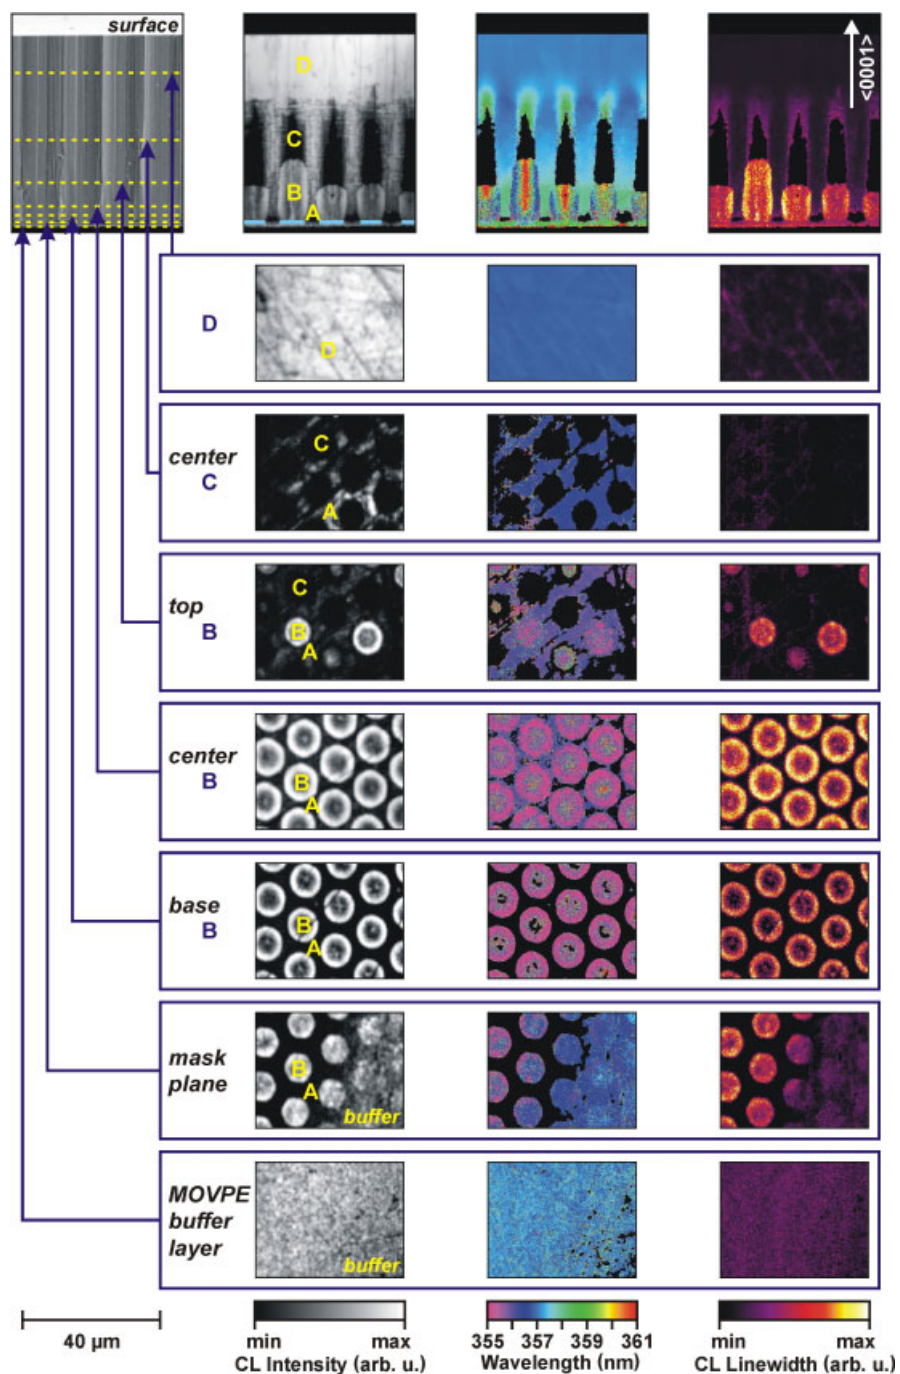 surface
D
C
B
A
<0001>
D
D
center
C
C
A
top
B
C
B
A
center
B
B
A
base
B
B
A
mask
plane
B
A
buffer
MOVPE
buffer
layer
buffer
40 µm
min max
CL Intensity (arb. u.)
355 357 359 361
Wavelength (nm)
min max
CL Linewidth (arb. u.)